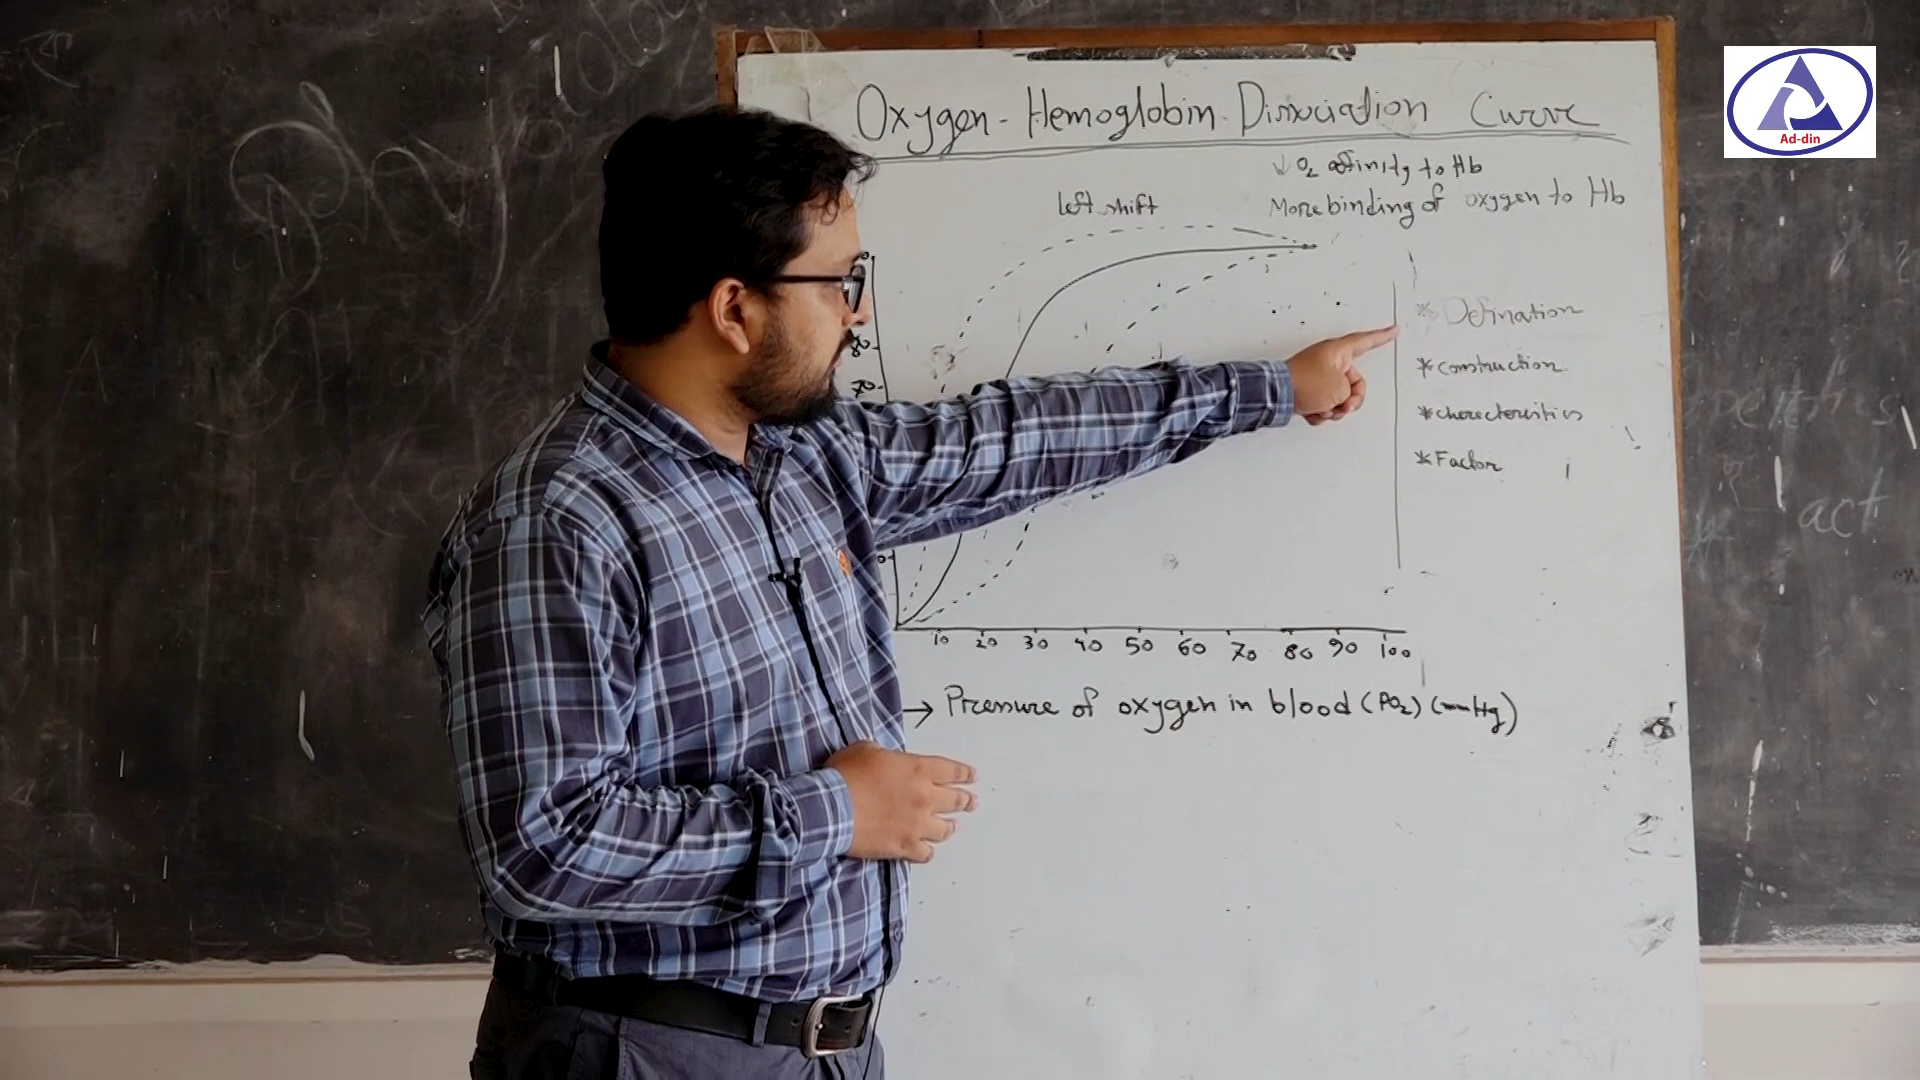 Ad-din
Oxygen-Hemoglobin Dissociation Curve
↓ O₂ affinity to Hb
More binding of oxygen to Hb
left shift
80
70
* Defination
* construction
* cherecteristics
* Factor
10 20 30 40 50 60 70 80 90 100
→ Pressure of oxygen in blood (PO₂) (mmHg)
act